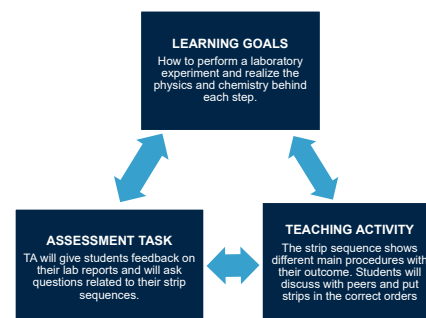 LEARNING GOALS
How to perform a laboratory
experiment and realize the
physics and chemistry behind
each step.
ASSESSMENT TASK
TA will give students feedback on
their lab reports and will ask
questions related to their strip
sequences.
TEACHING ACTIVITY
The strip sequence shows
different main procedures with
their outcome. Students will
discuss with peers and put
strips in the correct orders